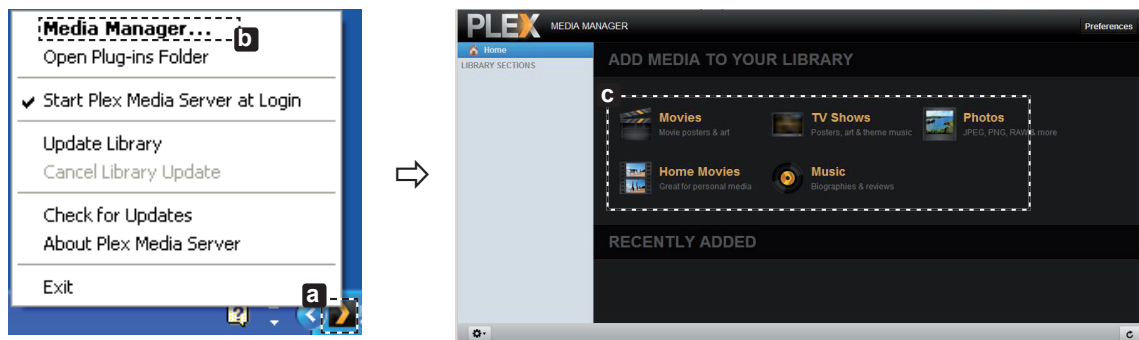 Media Manager...
b
Open Plug-ins Folder
Start Plex Media Server at Login
Update Library
Cancel Library Update
Check for Updates
About Plex Media Server
Exit
a
PLEX MEDIA MANAGER Preferences
Home
LIBRARY SECTIONS
ADD MEDIA TO YOUR LIBRARY
c
Movies
Movie posters & art
TV Shows
Posters, art & theme music
Photos
JPEG, PNG, RAW & more
Home Movies
Great for personal media
Music
Biographies & reviews
RECENTLY ADDED